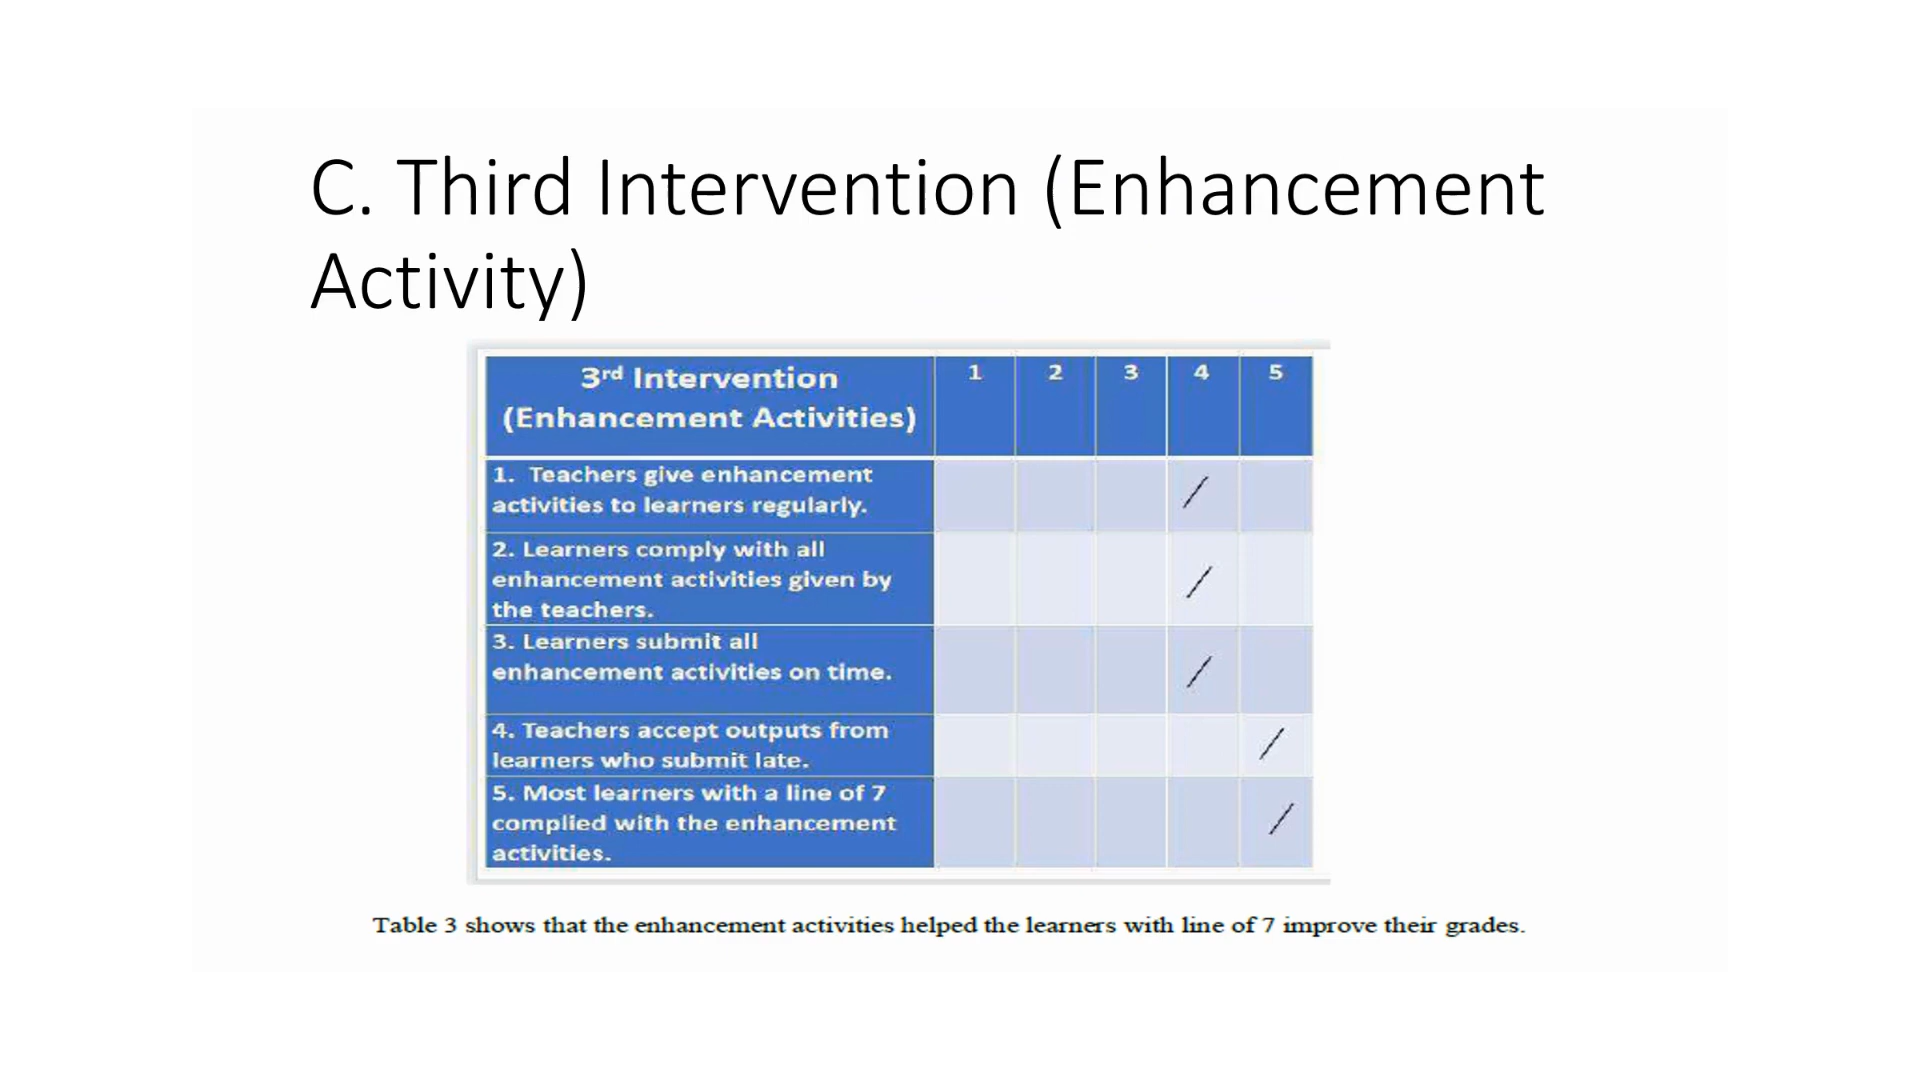 C. Third Intervention (Enhancement
Activity)
3rd Intervention
(Enhancement Activities)
1
2
3
4
5
1. Teachers give enhancement
activities to learners regularly.
/
2. Learners comply with all
enhancement activities given by
the teachers.
/
3. Learners submit all
enhancement activities on time.
/
4. Teachers accept outputs from
learners who submit late.
/
5. Most learners with a line of 7
complied with the enhancement
activities.
/
Table 3 shows that the enhancement activities helped the learners with line of 7 improve their grades.